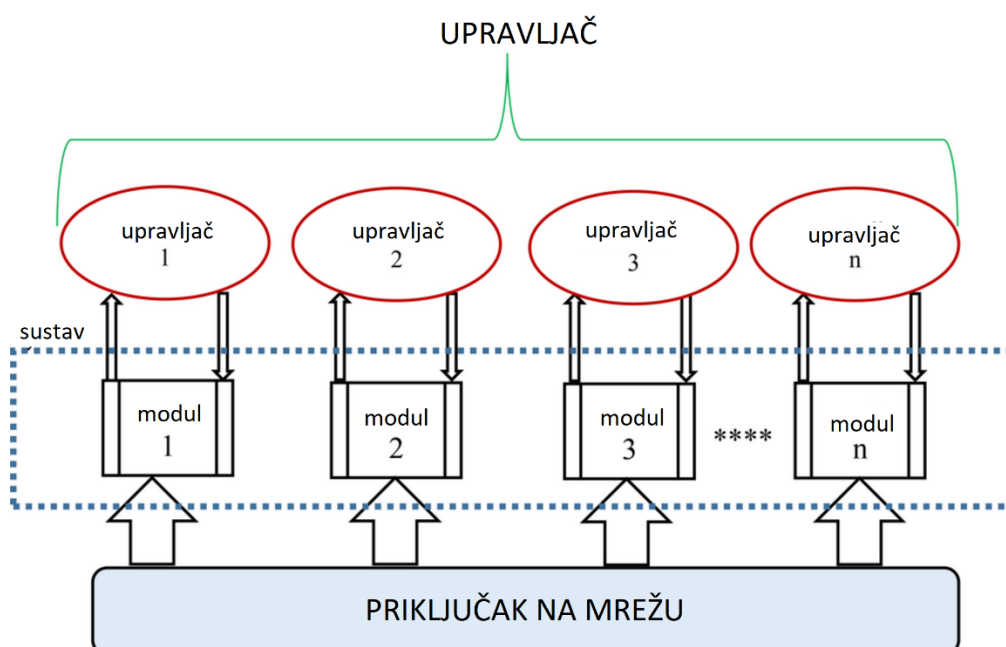 UPRAVLJAČ
upravljač
1
upravljač
2
upravljač
3
upravljač
n
sustav
modul
1
modul
2
modul
3
****
modul
n
PRIKLJUČAK NA MREŽU